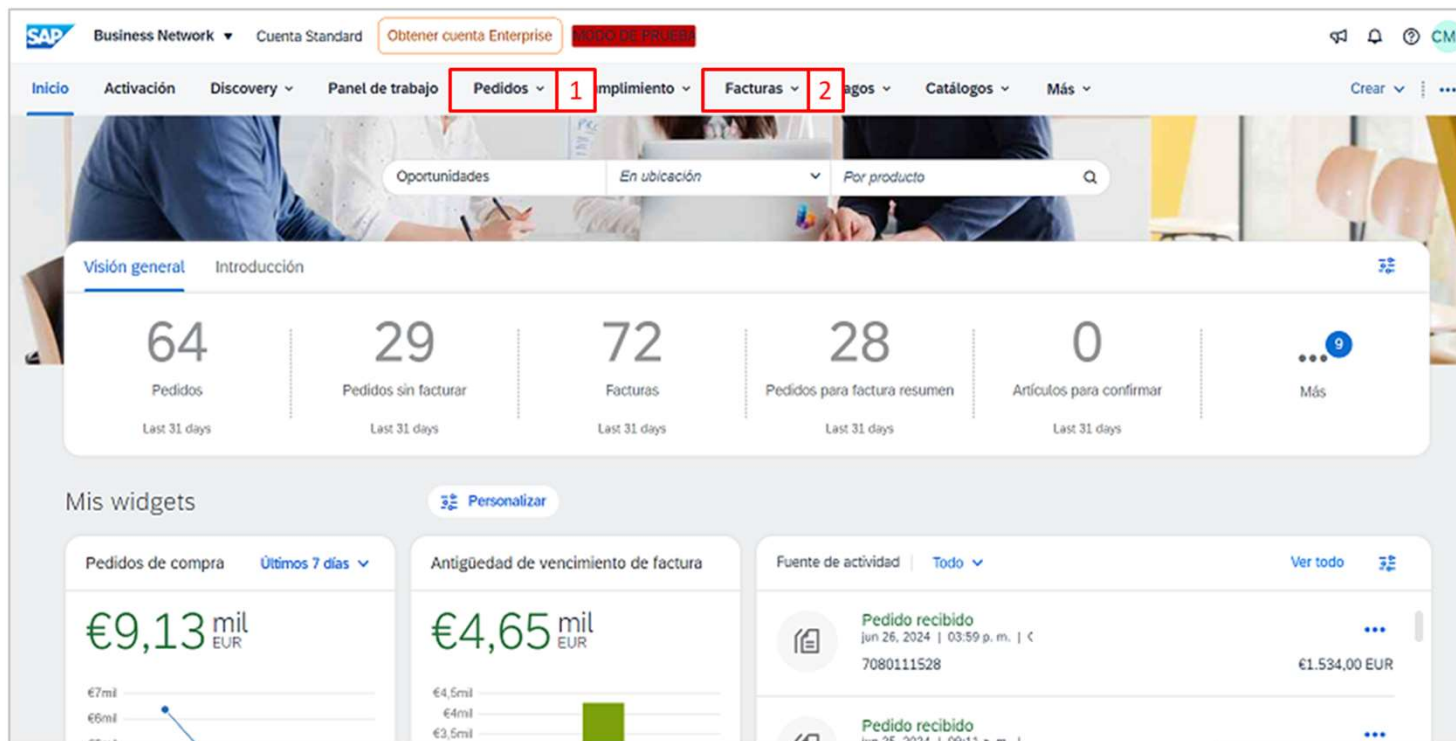 SAP Business Network Cuenta Standard Obtener cuenta Enterprise MODO DE PRUEBA CM
Inicio Activación Discovery Panel de trabajo Pedidos 1 mplimiento Facturas 2 agos Catálogos Más Crear
Oportunidades En ubicación Por producto
Visión general Introducción
64 29 72 28 0 ... 9
Pedidos Pedidos sin facturar Facturas Pedidos para factura resumen Artículos para confirmar Más
Last 31 days Last 31 days Last 31 days Last 31 days Last 31 days
Mis widgets Personalizar
Pedidos de compra Últimos 7 días Antigüedad de vencimiento de factura Fuente de actividad Todo Ver todo
€9,13 mil EUR €4,65 mil EUR Pedido recibido
jun 26, 2024 | 03:59 p. m. |
7080111528 €1.534,00 EUR
€7mil €4,5mil
€6mil €4mil
€3,5mil Pedido recibido